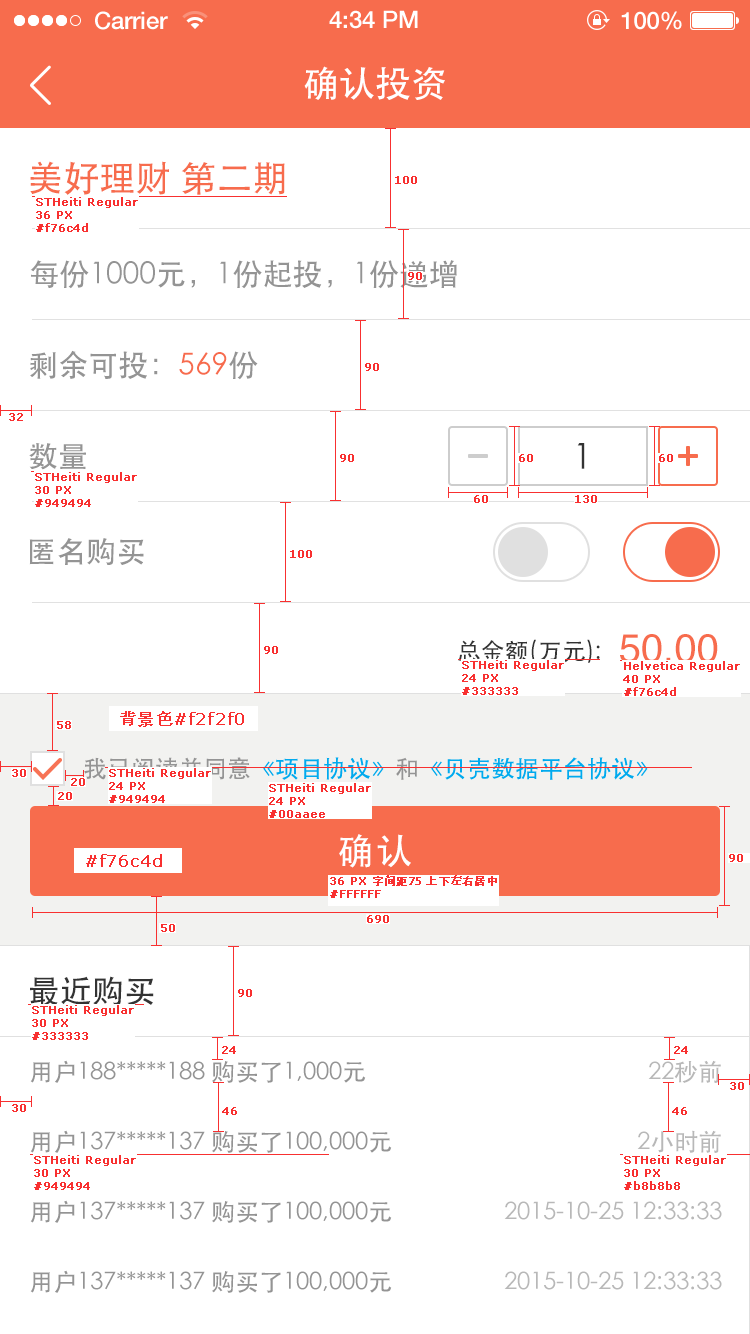 Carrier 4:34 PM 100%
确认投资
美好理财 第二期
STHeiti Regular
36 PX
#f76c4d
100
每份1000元，1份起投，1份递增
90
剩余可投：569份
90
32
数量
STHeiti Regular
30 PX
#949494
90
1
60
60
60
130
匿名购买
100
90
总金额(万元):
50.00
STHeiti Regular
24 PX
#333333
Helvetica Regular
40 PX
#f76c4d
58
背景色#f2f2f0
30
我已阅读并同意《项目协议》 和 《贝壳数据平台协议》
20
20
STHeiti Regular
24 PX
#949494
STHeiti Regular
24 PX
#00aaee
确认
#f76c4d
90
36 PX 字间距75 上下左右居中
#FFFFFF
690
50
最近购买
STHeiti Regular
30 PX
#333333
90
24
24
用户188*****188 购买了1,000元 22秒前
30
30
46
46
用户137*****137 购买了100,000元 2小时前
STHeiti Regular
30 PX
#949494
STHeiti Regular
30 PX
#b8b8b8
用户137*****137 购买了100,000元 2015-10-25 12:33:33
用户137*****137 购买了100,000元 2015-10-25 12:33:33